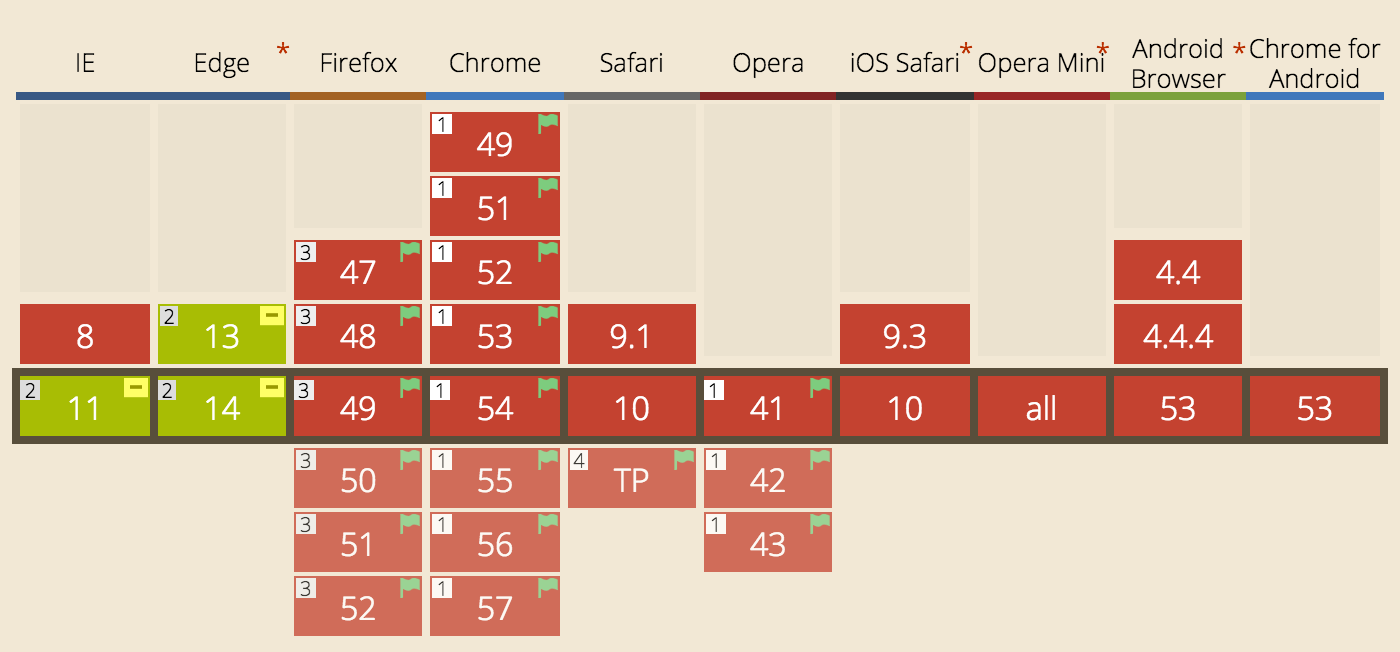 IE Edge * Firefox Chrome Safari Opera iOS Safari * Opera Mini * Android Browser * Chrome for Android
1 49
1 51
3 47 1 52 4.4
8 2 13 - 3 48 1 53 9.1 9.3 4.4.4
2 11 - 2 14 - 3 49 1 54 10 1 41 10 all 53 53
3 50 1 55 4 TP 1 42
3 51 1 56 1 43
3 52 1 57